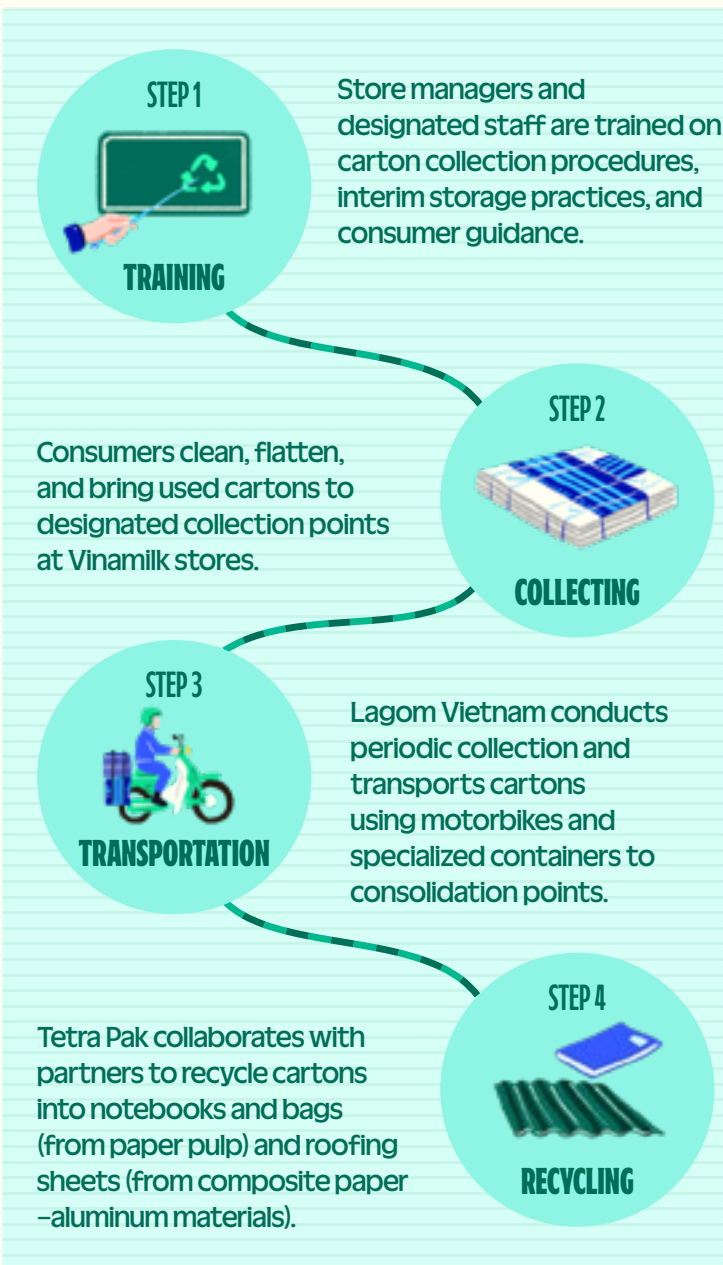 STEP 1
TRAINING
Store managers and
designated staff are trained on
carton collection procedures,
interim storage practices, and
consumer guidance.
STEP 2
COLLECTING
Consumers clean, flatten,
and bring used cartons to
designated collection points
at Vinamilk stores.
STEP 3
TRANSPORTATION
Lagom Vietnam conducts
periodic collection and
transports cartons
using motorbikes and
specialized containers to
consolidation points.
STEP 4
RECYCLING
Tetra Pak collaborates with
partners to recycle cartons
into notebooks and bags
(from paper pulp) and roofing
sheets (from composite paper
–aluminum materials).